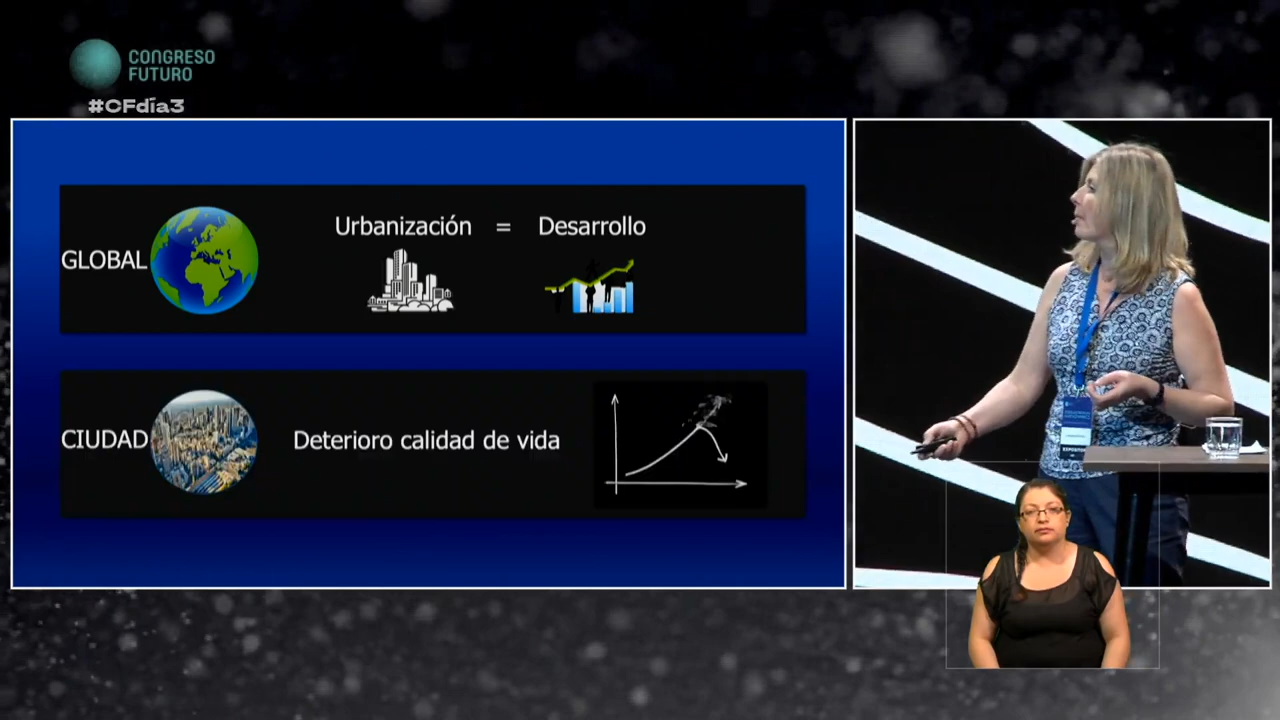 CONGRESO
FUTURO
#CFdía3
GLOBAL
Urbanización = Desarrollo
CIUDAD
Deterioro calidad de vida